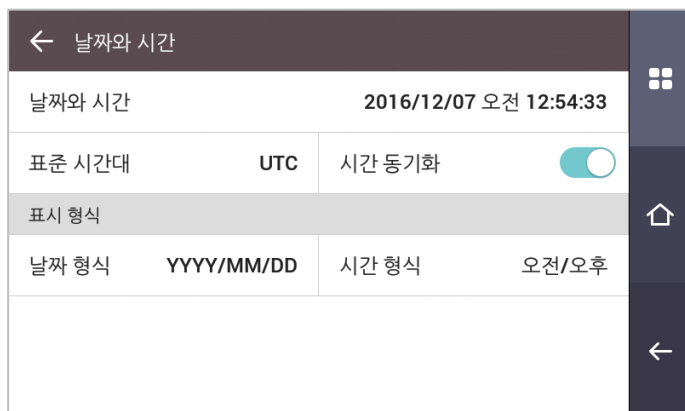 날짜와 시간
날짜와 시간 2016/12/07 오전 12:54:33
표준 시간대 UTC 시간 동기화
표시 형식
날짜 형식 YYYY/MM/DD 시간 형식 오전/오후